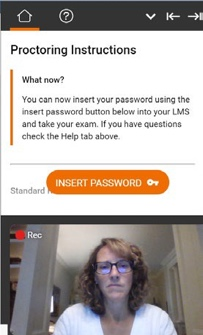 Proctoring Instructions
What now?
You can now insert your password using the
insert password button below into your LMS
and take your exam. If you have questions
check the Help tab above.
INSERT PASSWORD
Standard
Rec